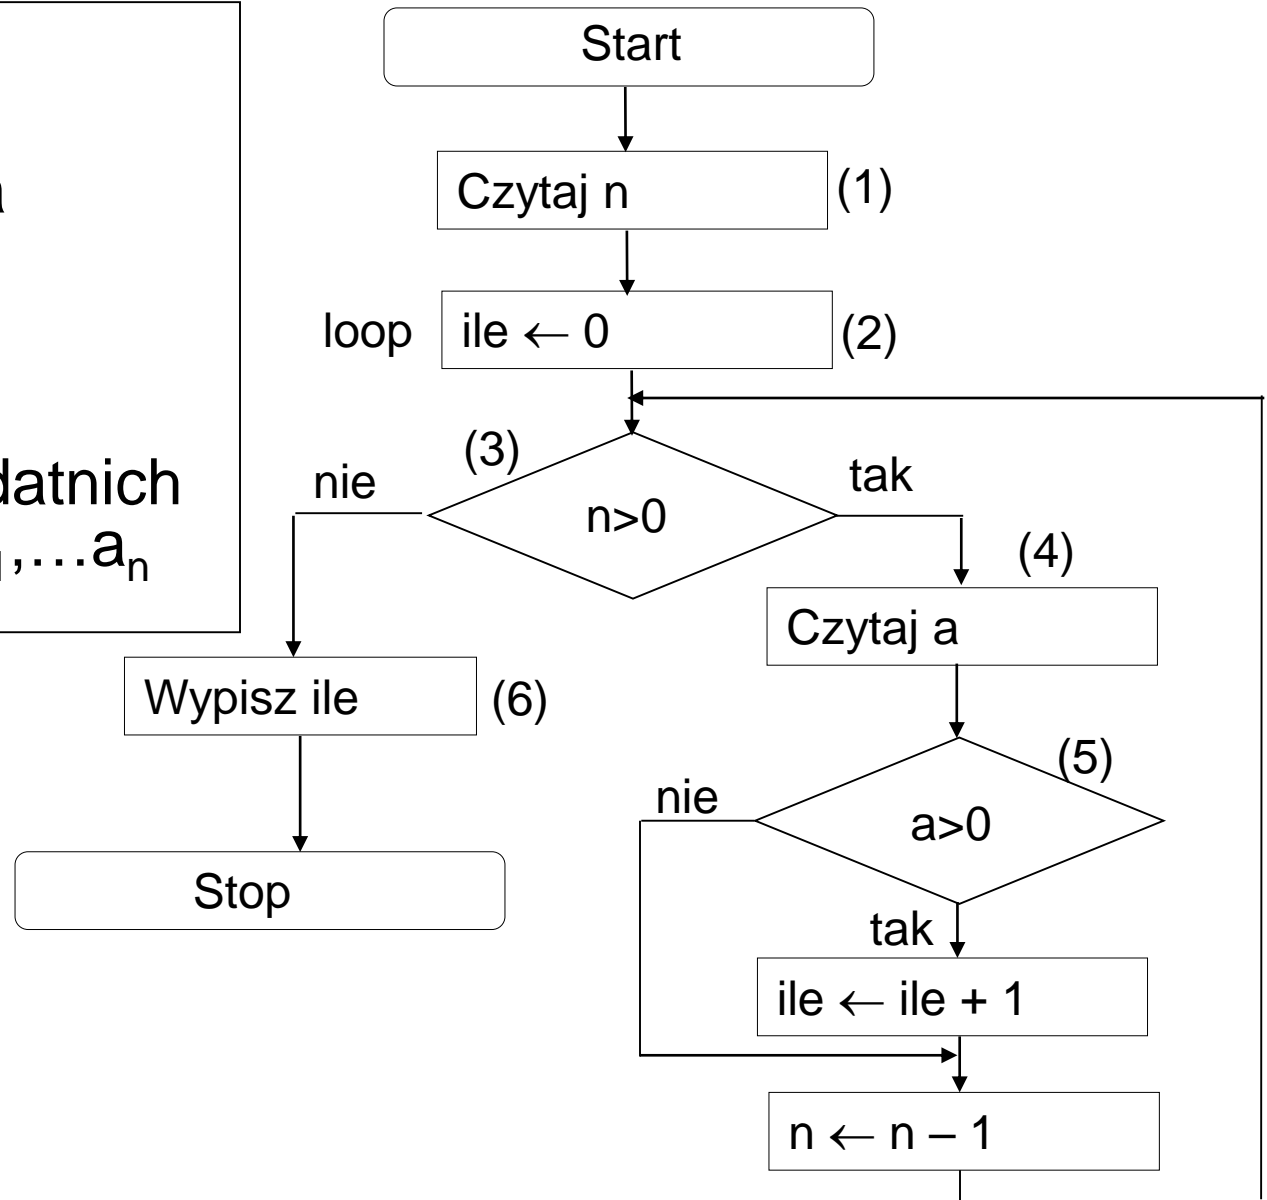 Start
Czytaj n
(1)
loop
ile ← 0
(2)
(3)
nie
n>0
tak
(4)
Czytaj a
Wypisz ile
(6)
(5)
nie
a>0
Stop
tak
ile ← ile + 1
n ← n – 1
,…aₙ